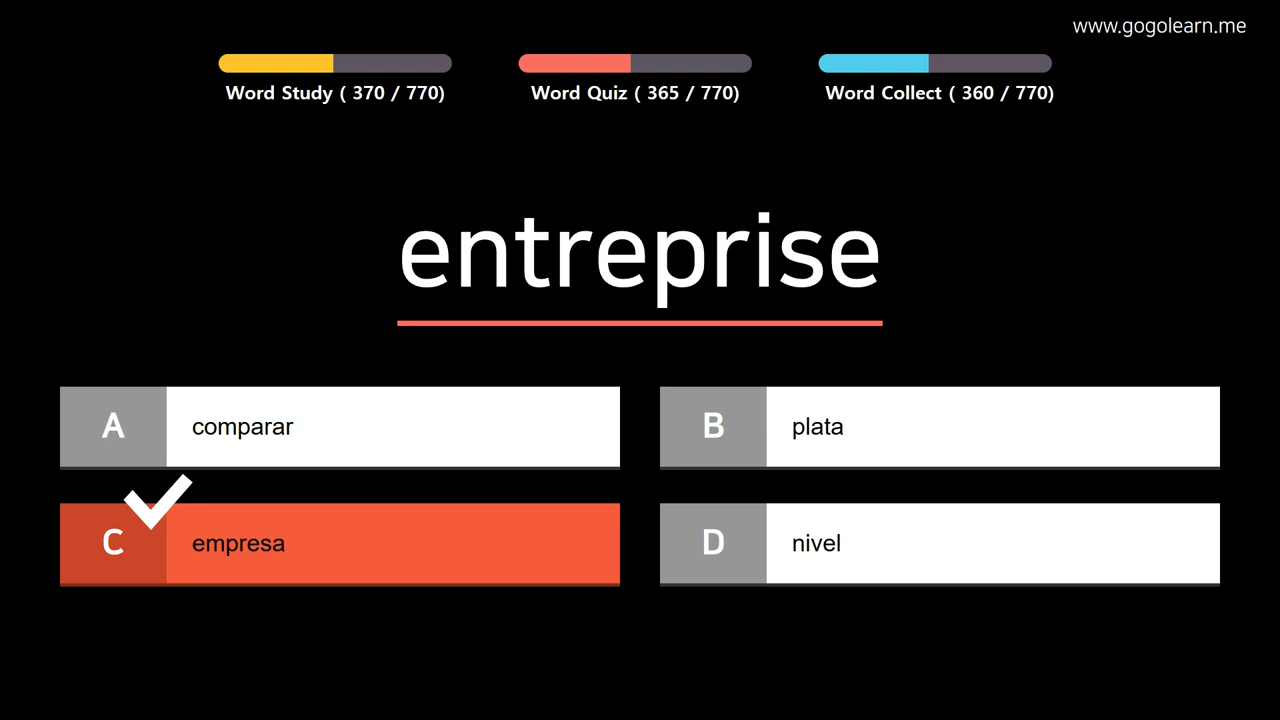 www.gogolearn.me
Word Study ( 370 / 770)
Word Quiz ( 365 / 770)
Word Collect ( 360 / 770)
entreprise
A comparar
B plata
C empresa
D nivel